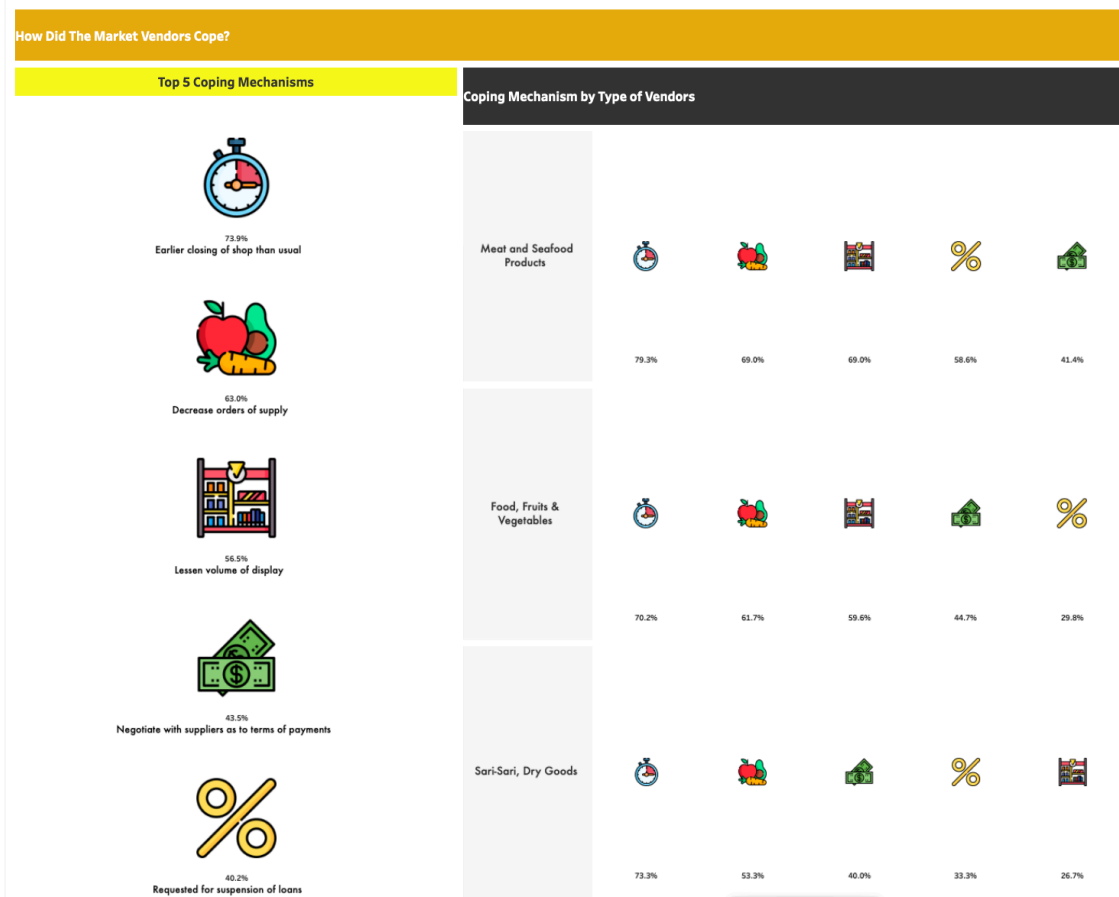 How Did The Market Vendors Cope?
Top 5 Coping Mechanisms
73.9%
Earlier closing of shop than usual
63.0%
Decrease orders of supply
56.5%
Lessen volume of display
43.5%
Negotiate with suppliers as to terms of payments
40.2%
Requested for suspension of loans
Coping Mechanism by Type of Vendors
Meat and Seafood
Products
79.3% 69.0% 69.0% 58.6% 41.4%
Food, Fruits &
Vegetables
70.2% 61.7% 59.6% 44.7% 29.8%
Sari-Sari, Dry Goods
73.3% 53.3% 40.0% 33.3% 26.7%